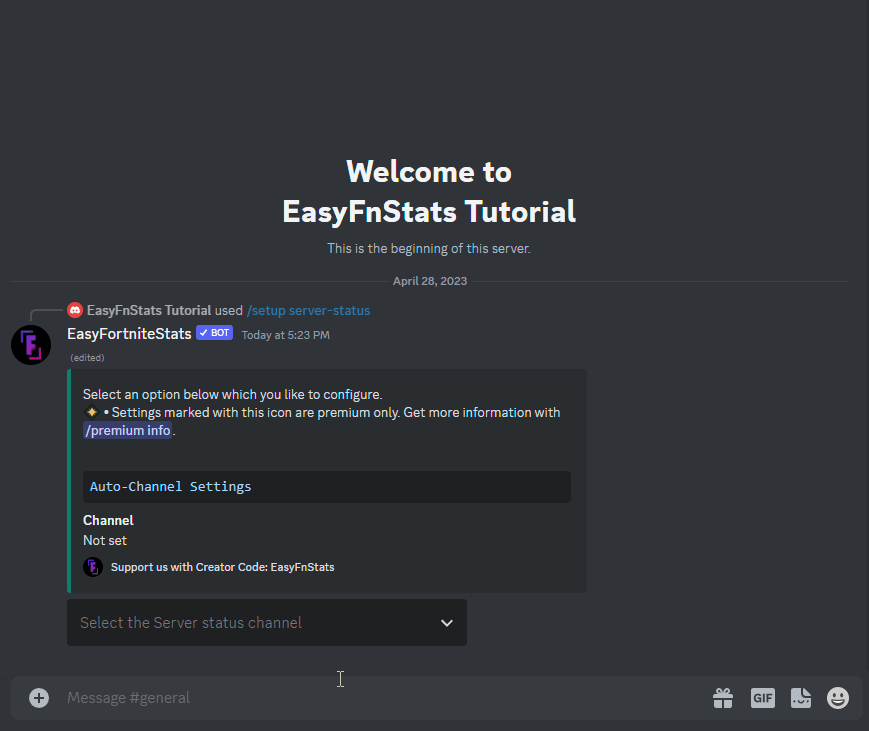 Welcome to
EasyFnStats Tutorial
This is the beginning of this server.
April 28, 2023
EasyFnStats Tutorial used /setup server-status
EasyFortniteStats ✓ BOT Today at 5:23 PM
(edited)
Select an option below which you like to configure.
• Settings marked with this icon are premium only. Get more information with
/premium info.
Auto-Channel Settings
Channel
Not set
Support us with Creator Code: EasyFnStats
Select the Server status channel
Message #general
GIF